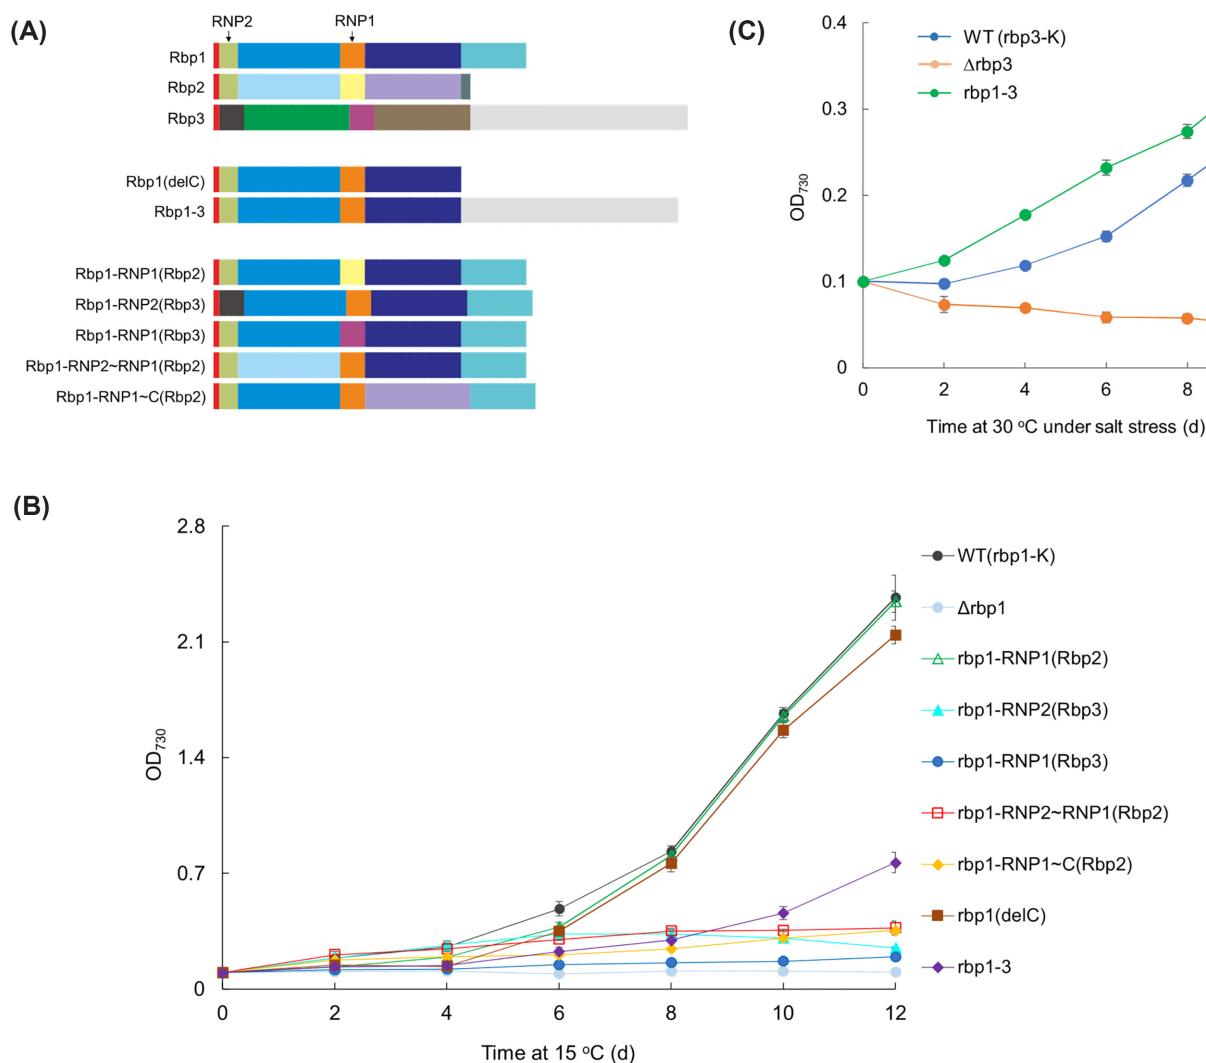 (A)
RNP2
RNP1
Rbp1
Rbp2
Rbp3
Rbp1(delC)
Rbp1-3
Rbp1-RNP1(Rbp2)
Rbp1-RNP2(Rbp3)
Rbp1-RNP1(Rbp3)
Rbp1-RNP2~RNP1(Rbp2)
Rbp1-RNP1~C(Rbp2)
(C)
0.4
0.3
0.2
0.1
0
OD730
WT (rbp3-K)
Δrbp3
rbp1-3
0 2 4 6 8
Time at 30 °C under salt stress (d)
(B)
2.8
2.1
1.4
0.7
0
OD730
0 2 4 6 8 10 12
Time at 15 °C (d)
WT(rbp1-K)
Δrbp1
rbp1-RNP1(Rbp2)
rbp1-RNP2(Rbp3)
rbp1-RNP1(Rbp3)
rbp1-RNP2~RNP1(Rbp2)
rbp1-RNP1~C(Rbp2)
rbp1(delC)
rbp1-3